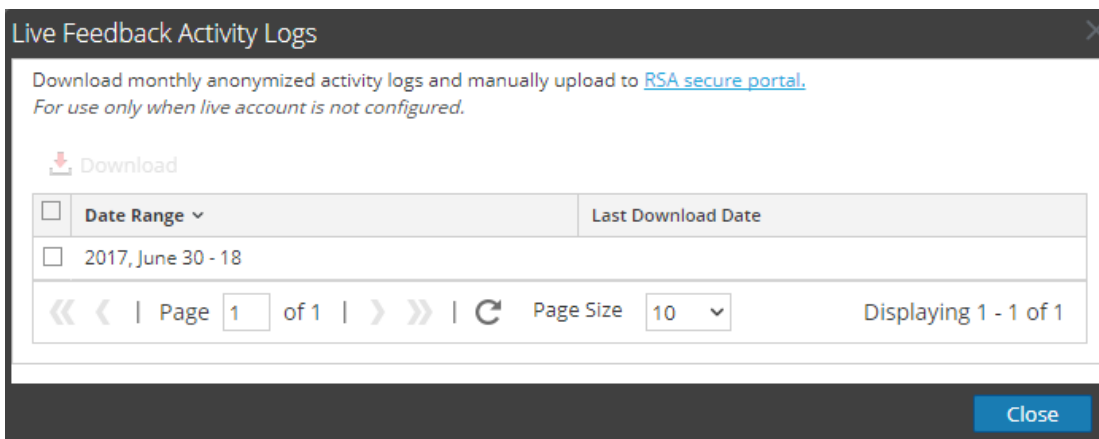 Live Feedback Activity Logs
Download monthly anonymized activity logs and manually upload to RSA secure portal.
For use only when live account is not configured.
Download
Date Range Last Download Date
2017, June 30 - 18
| Page 1 of 1 | | Page Size 10 Displaying 1 - 1 of 1
Close